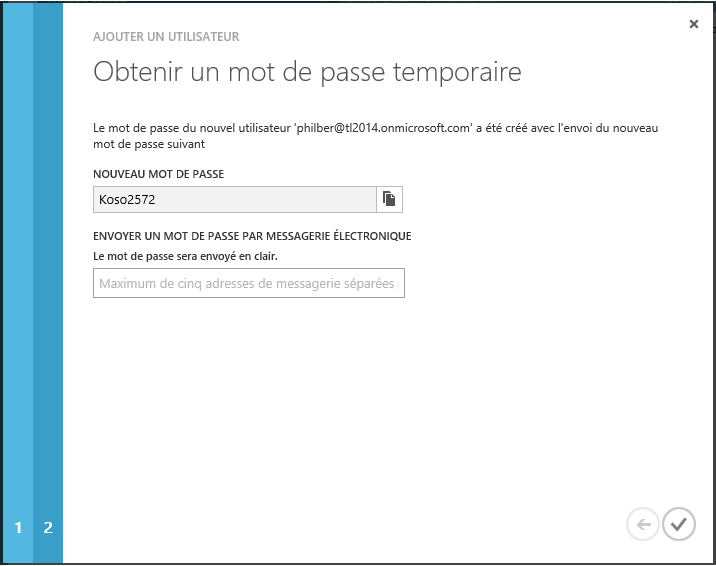 AJOUTER UN UTILISATEUR
Obtenir un mot de passe temporaire
Le mot de passe du nouvel utilisateur 'philber@tl2014.onmicrosoft.com' a été créé avec l'envoi du nouveau
mot de passe suivant
NOUVEAU MOT DE PASSE
Koso2572
ENVOYER UN MOT DE PASSE PAR MESSAGERIE ÉLECTRONIQUE
Le mot de passe sera envoyé en clair.
Maximum de cinq adresses de messagerie séparées
1 2